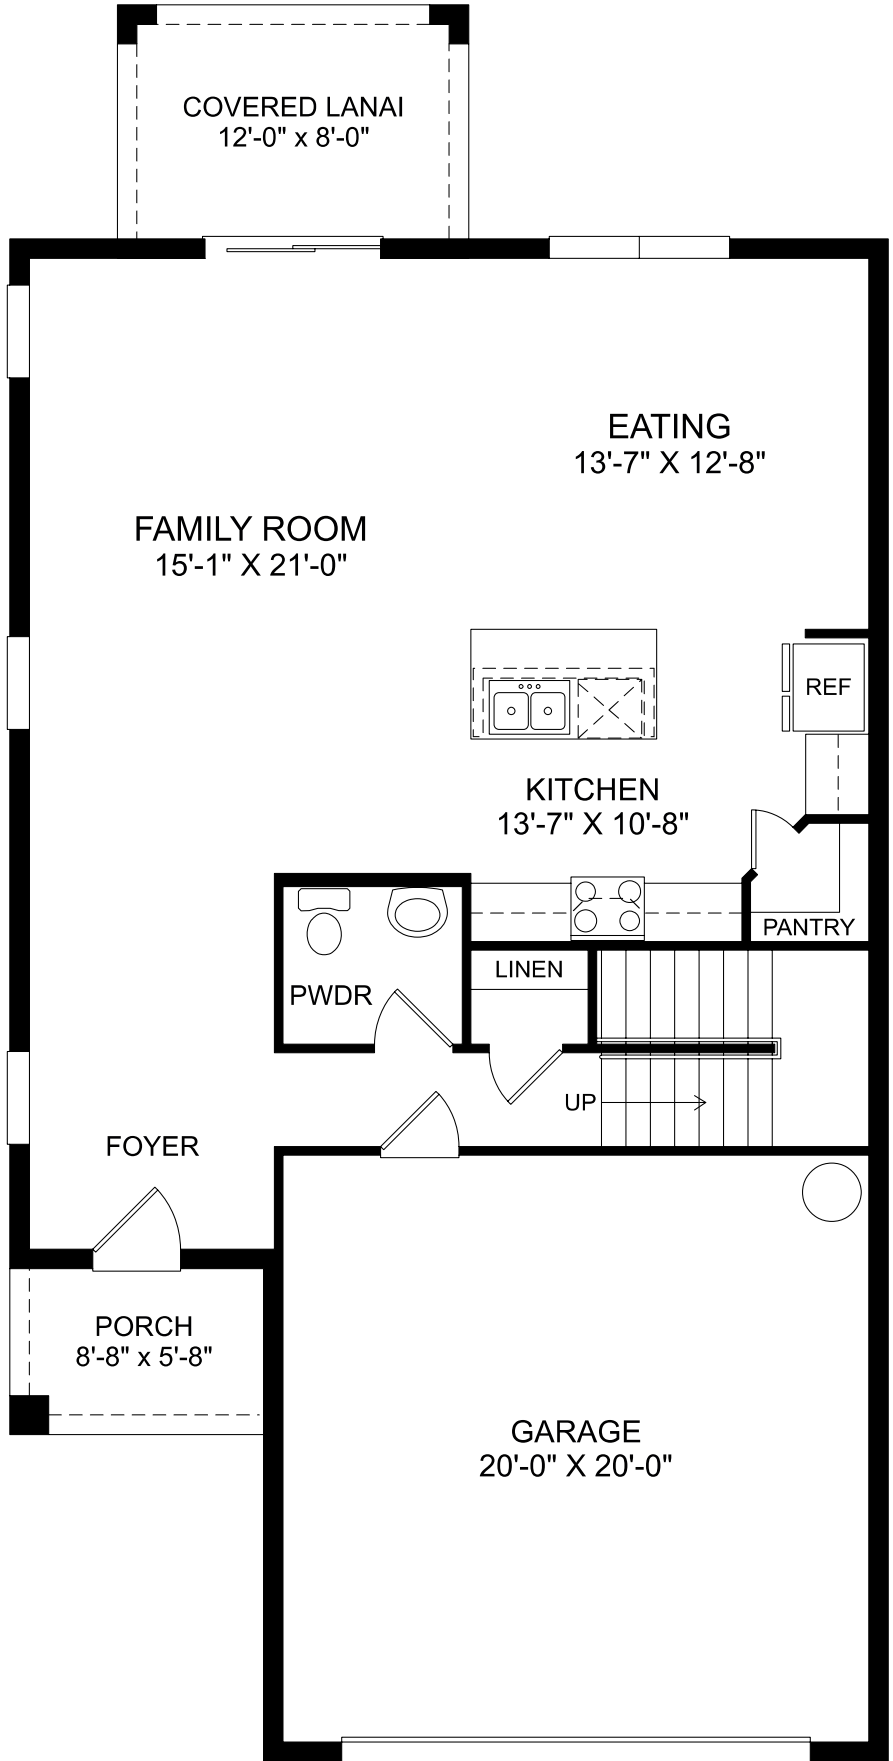 COVERED LANAI
12'-0" x 8'-0"
EATING
13'-7" X 12'-8"
FAMILY ROOM
15'-1" X 21'-0"
REF
KITCHEN
13'-7" X 10'-8"
PANTRY
LINEN
PWDR
UP
FOYER
PORCH
8'-8" x 5'-8"
GARAGE
20'-0" X 20'-0"